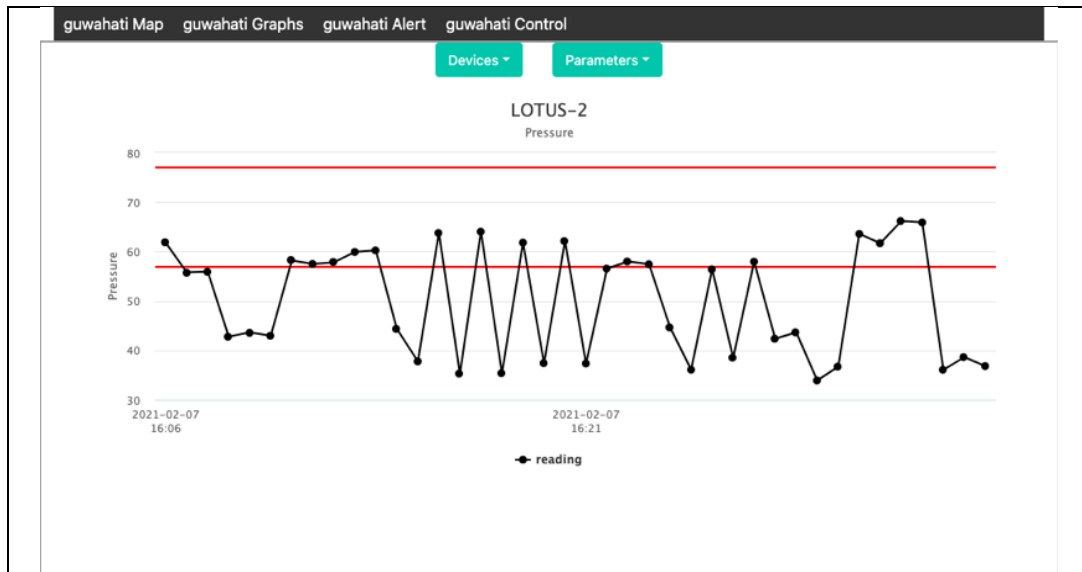 guwahati Map guwahati Graphs guwahati Alert guwahati Control
Devices Parameters
LOTUS-2
Pressure
80
70
60
50
40
30
Pressure
2021-02-07 2021-02-07
16:06 16:21
reading